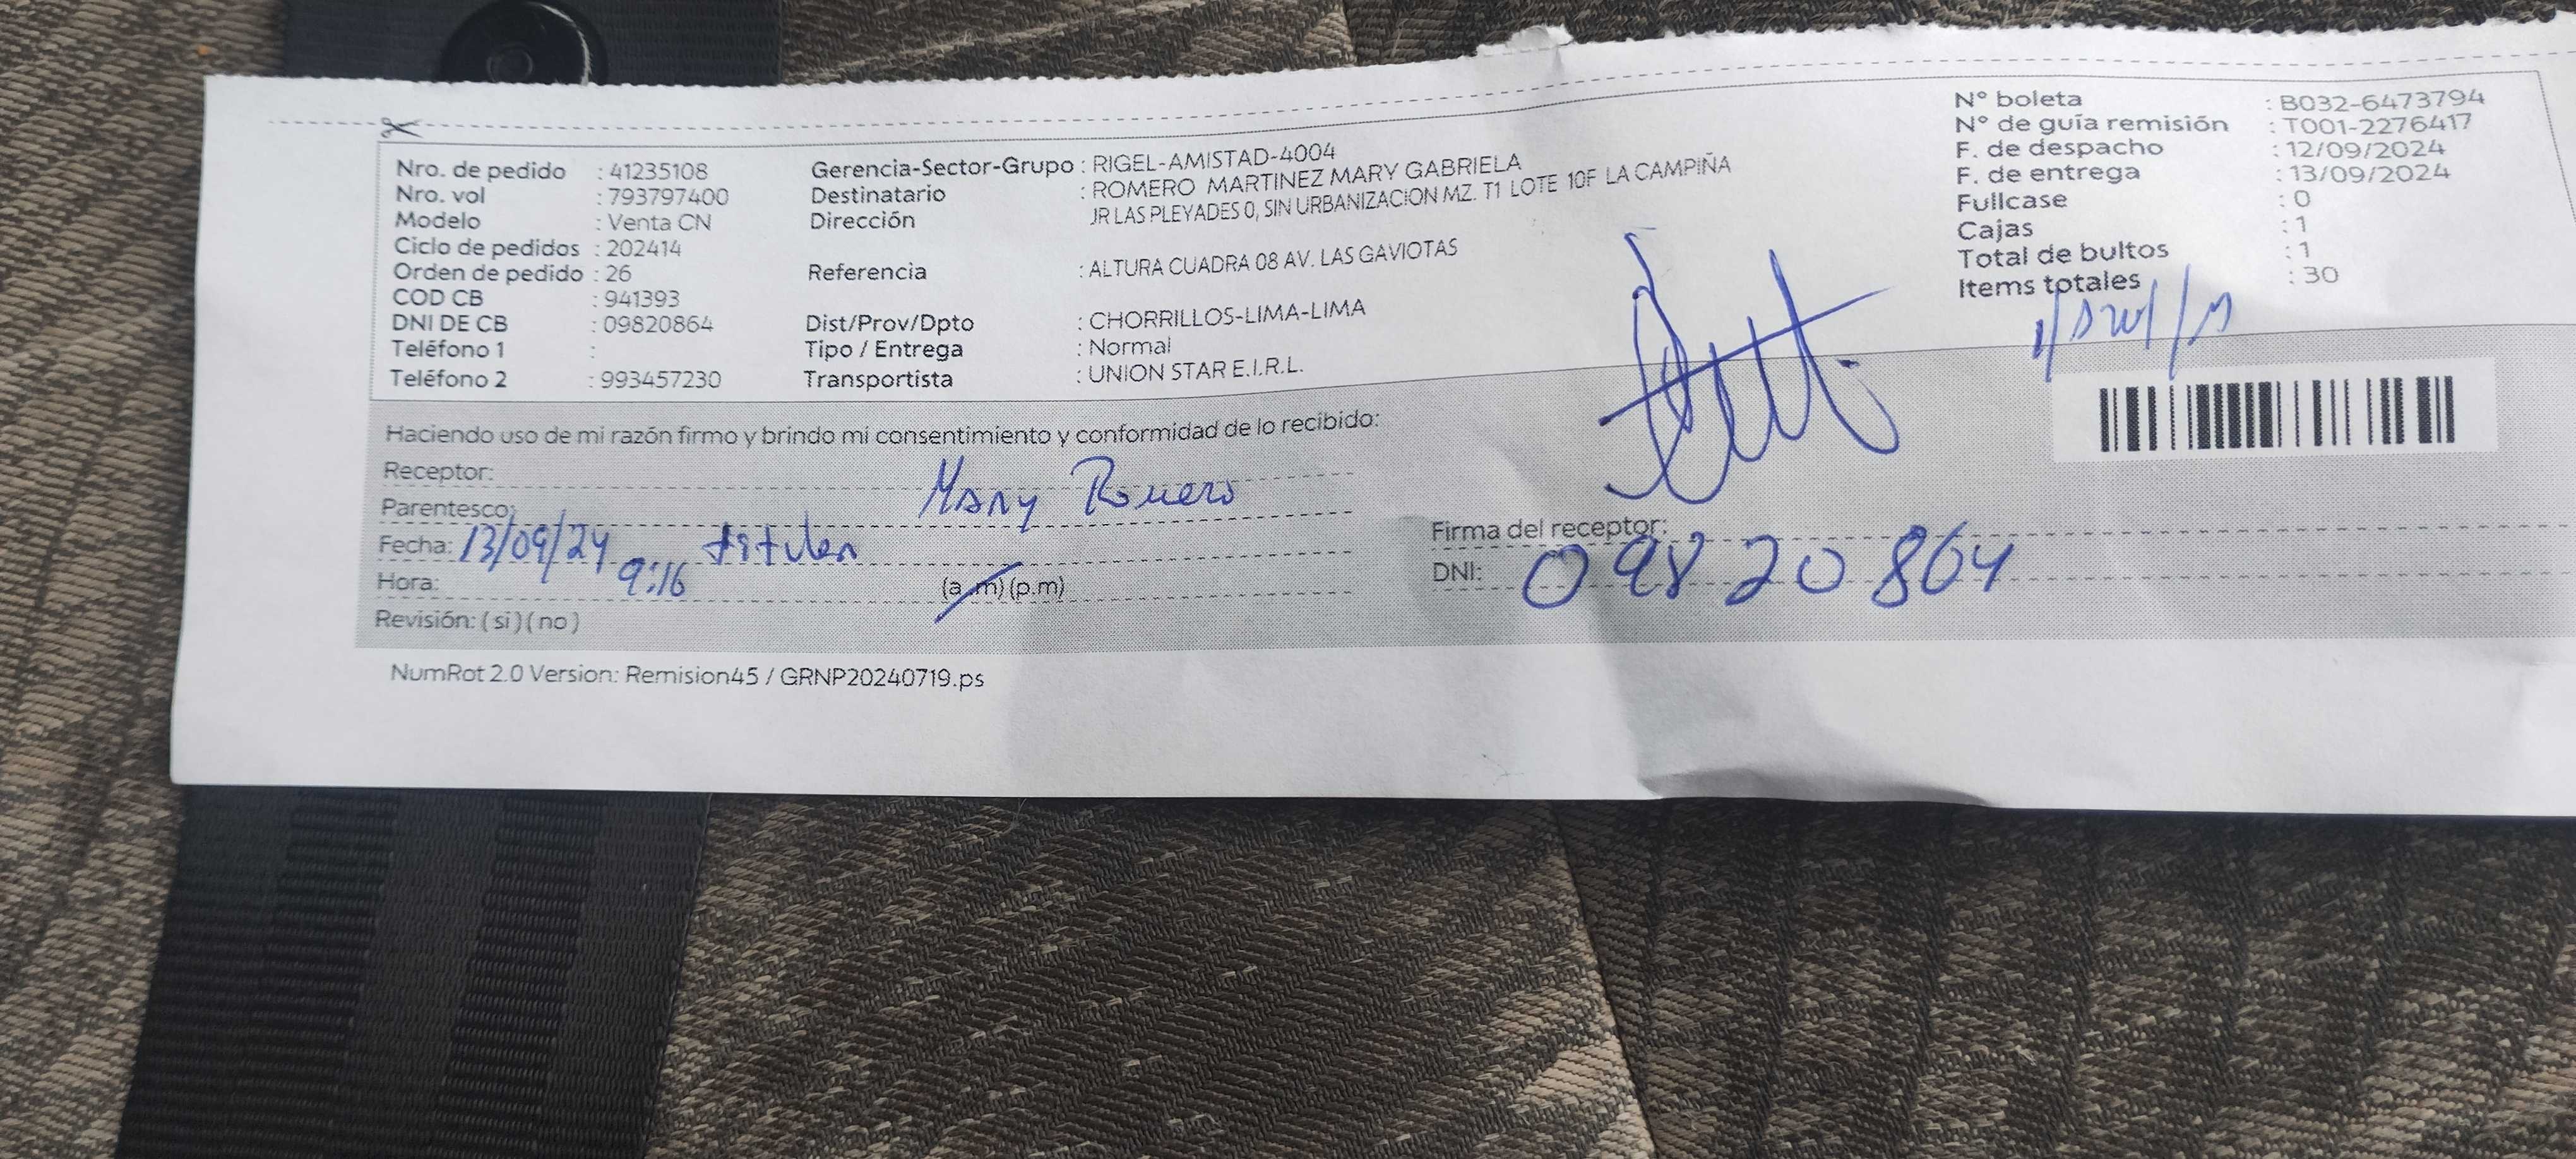 Nro. de pedido : 41235108
Nro. vol : 793797400
Modelo : Venta CN
Ciclo de pedidos : 202414
Orden de pedido : 26
COD CB : 941393
DNI DE CB : 09820864
Teléfono 1 :
Teléfono 2 : 993457230
Gerencia-Sector-Grupo : RIGEL-AMISTAD-4004
Destinatario : ROMERO MARTINEZ MARY GABRIELA
Dirección JR LAS PLEYADES 0, SIN URBANIZACION MZ. T1 LOTE 10F LA CAMPIÑA
Referencia : ALTURA CUADRA 08 AV. LAS GAVIOTAS
Dist/Prov/Dpto : CHORRILLOS-LIMA-LIMA
Tipo / Entrega : Normal
Transportista : UNION STAR E.I.R.L.
N° boleta : B032-6473794
N° de guía remisión : T001-2276417
F. de despacho : 12/09/2024
F. de entrega : 13/09/2024
Fullcase : 0
Cajas : 1
Total de bultos : 1
Items totales : 30
Haciendo uso de mi razón firmo y brindo mi consentimiento y conformidad de lo recibido:
Receptor: Mary Romero
Parentesco:
Fecha: 13/09/24 titular
Hora: 9:16 (a.m) (p.m)
Revisión: ( si ) ( no )
Firma del receptor:
DNI: 09820864
NumRot 2.0 Version: Remision45 / GRNP20240719.ps